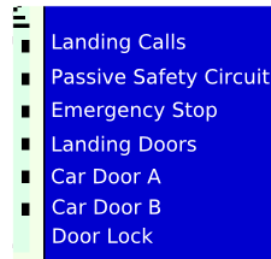 Landing Calls
Passive Safety Circuit
Emergency Stop
Landing Doors
Car Door A
Car Door B
Door Lock